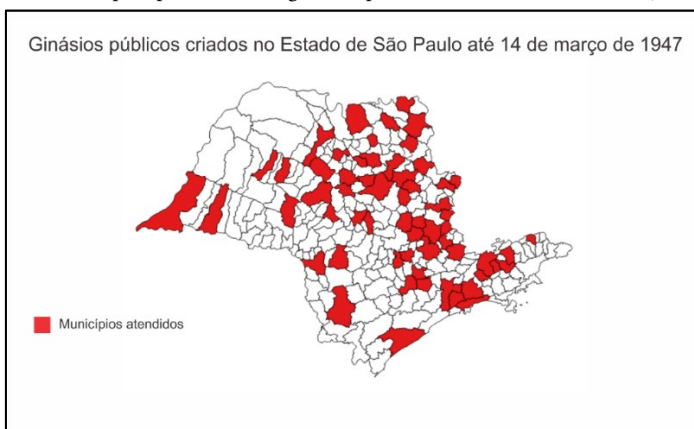 Ginásios públicos criados no Estado de São Paulo até 14 de março de 1947
Municípios atendidos